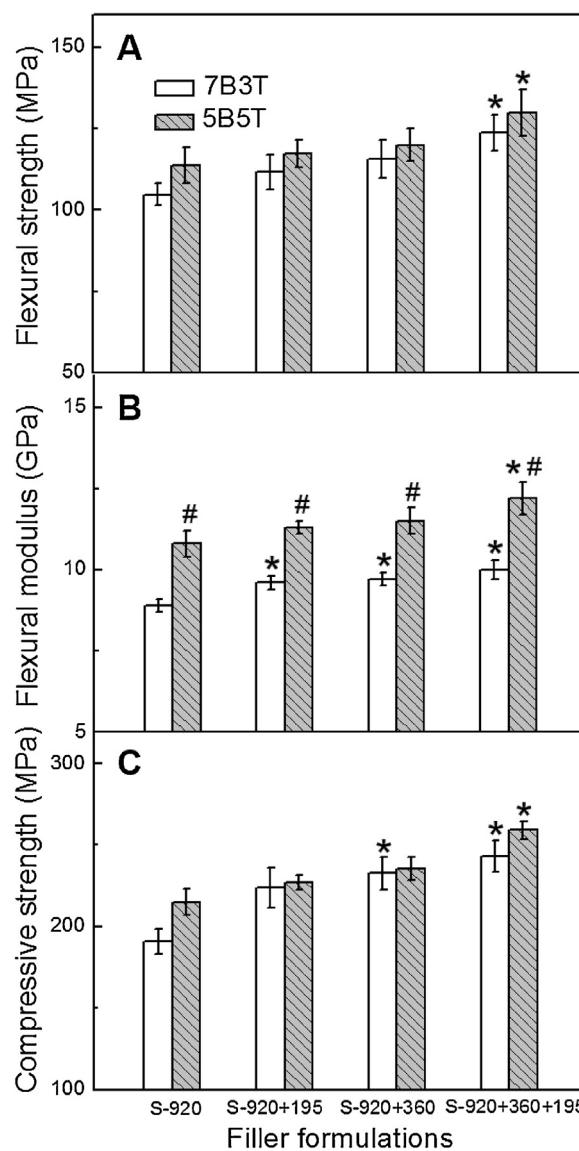 Flexural strength (MPa)
150
100
50
A
7B3T
5B5T
* *
Flexural modulus (GPa)
15
10
5
B
# # # * #
* * *
Compressive strength (MPa)
300
200
100
C
* * *
S-920 S-920+195 S-920+360 S-920+360+195
Filler formulations